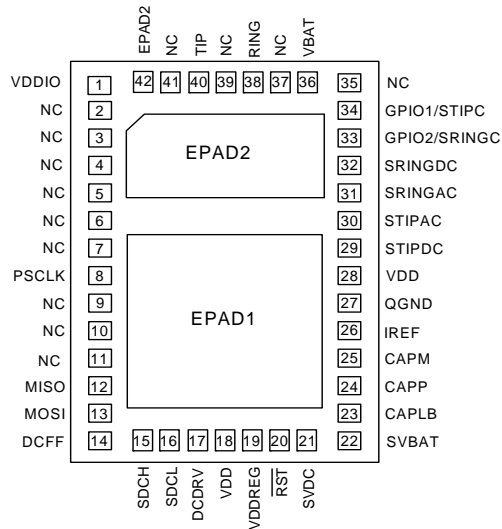 EPAD2
NC
TIP
NC
RING
NC
VBAT
42 41 40 39 38 37 36
VDDIO 1 35 NC
NC 2 34 GPIO1/STIPC
NC 3 33 GPIO2/SRINGC
NC 4 32 SRINGDC
NC 5 31 SRINGAC
NC 6 30 STIPAC
NC 7 29 STIPDC
PSCLK 8 28 VDD
NC 9 27 QGND
NC 10 26 IREF
NC 11 25 CAPM
MISO 12 24 CAPP
MOSI 13 23 CAPLB
DCFF 14 22 SVBAT
EPAD2
EPAD1
15 16 17 18 19 20 21
SDCH
SDCL
DCDRV
VDD
VDDREG
RST
SVDC